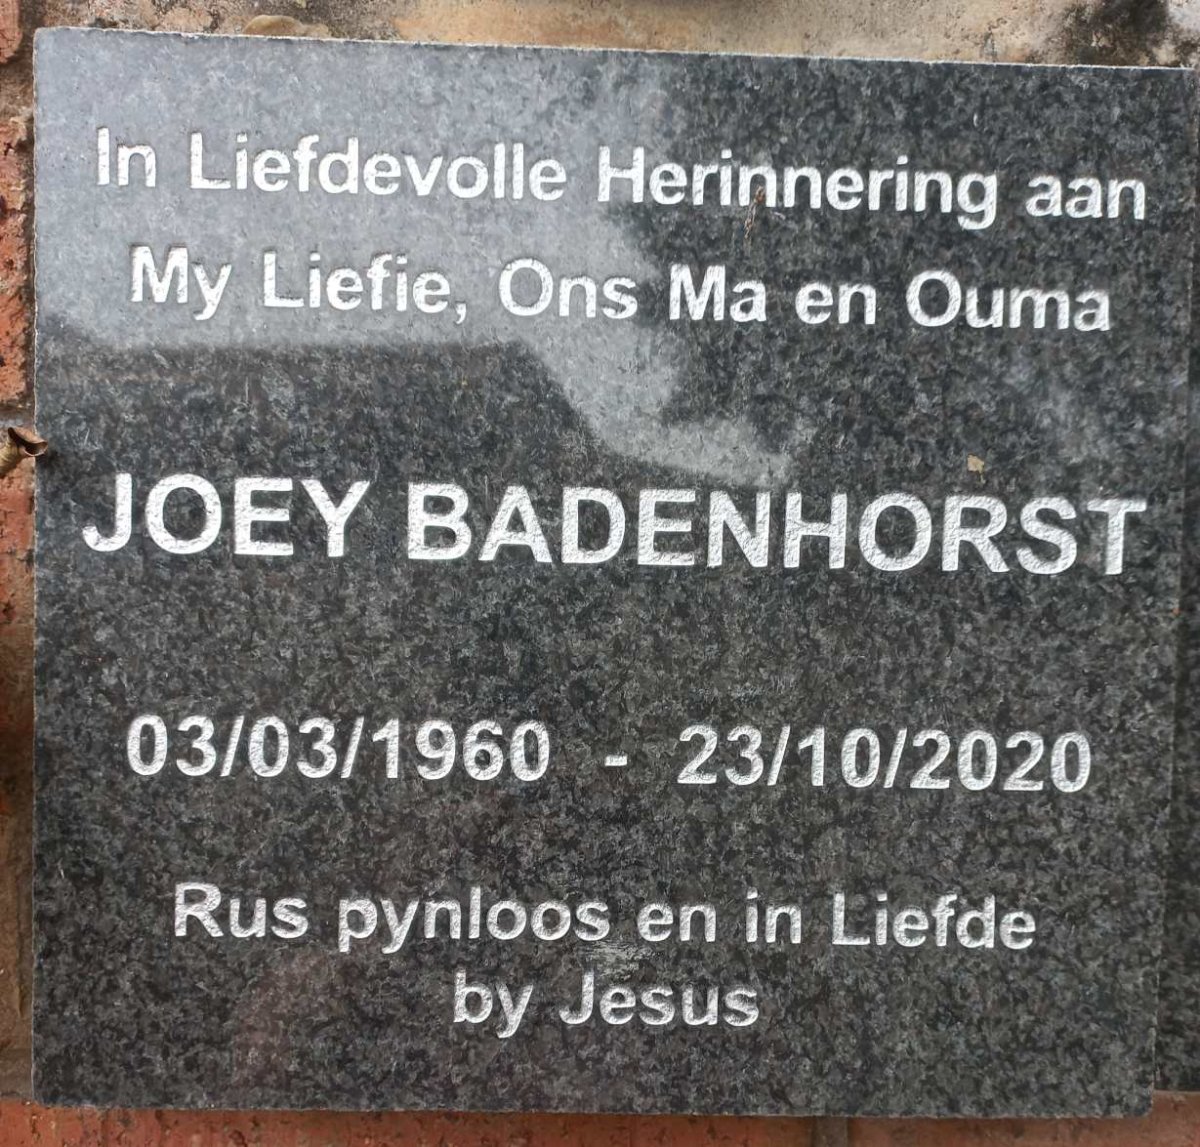 In Liefdevolle Herinnering aan
My Liefie, Ons Ma en Ouma
JOEY BADENHORST
03/03/1960 - 23/10/2020
Rus pynloos en in Liefde
by Jesus